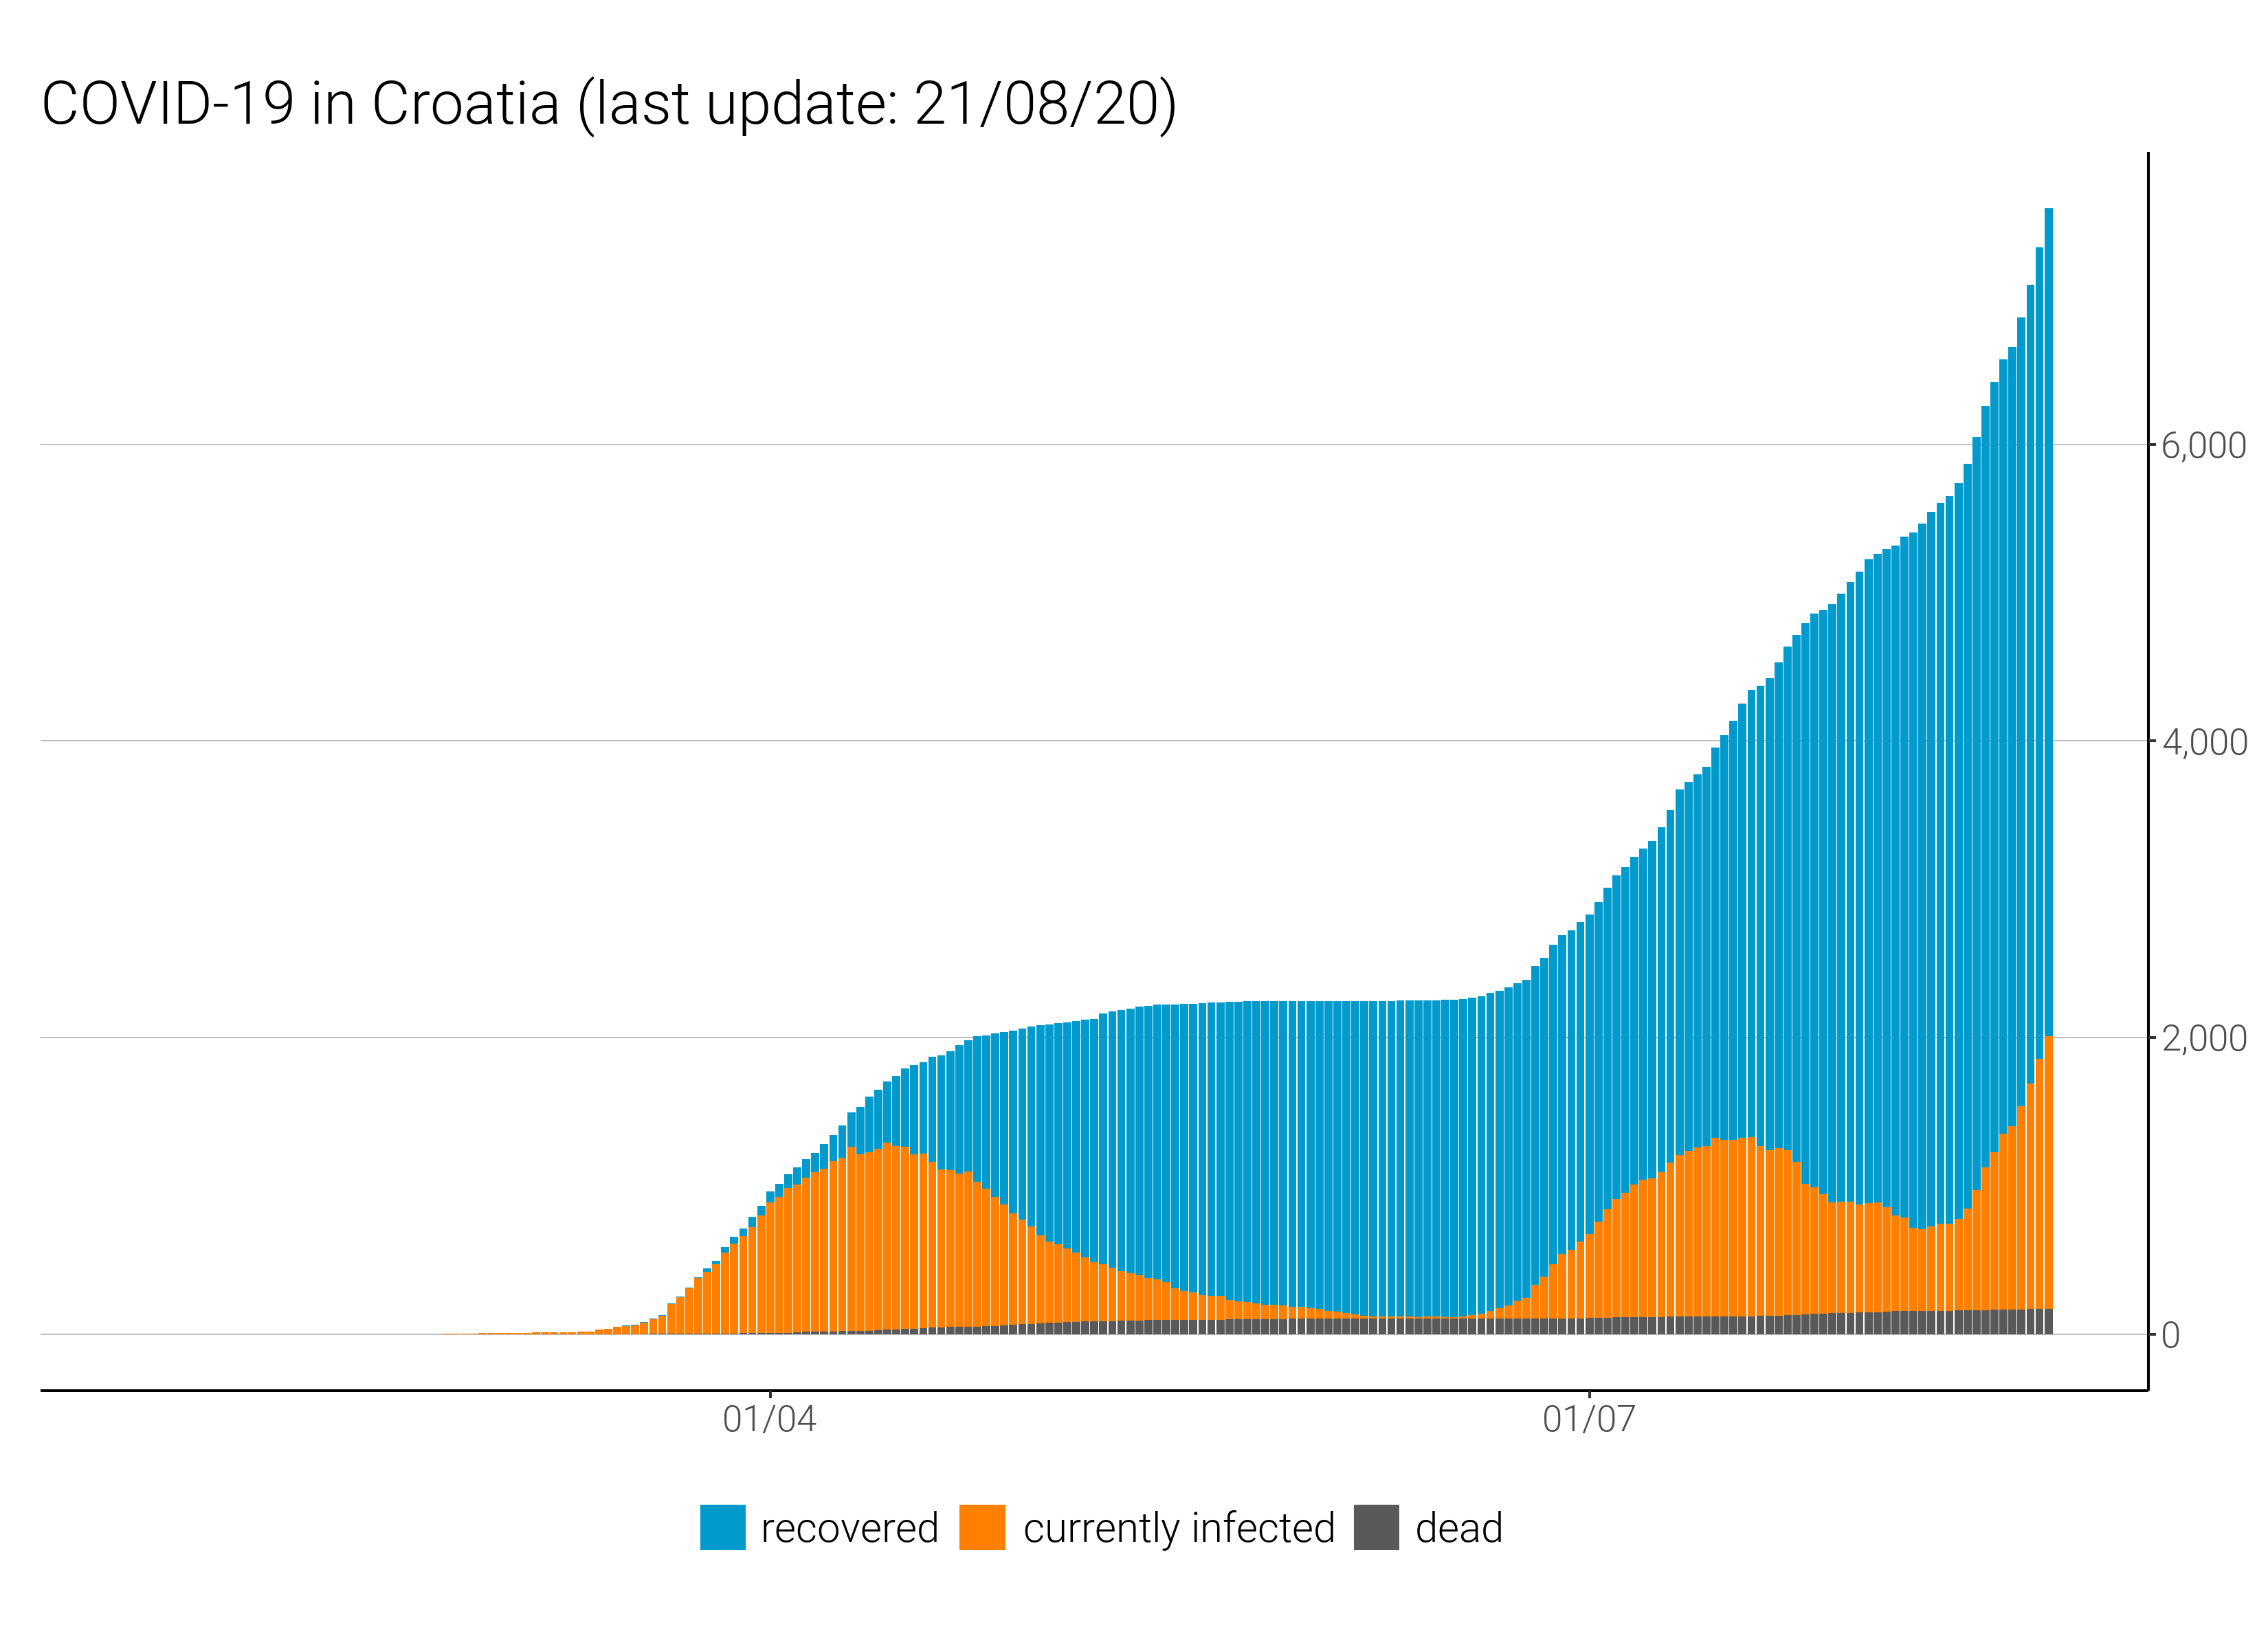 COVID-19 in Croatia (last update: 21/08/20)
6,000
4,000
2,000
0
01/04 01/07
recovered currently infected dead